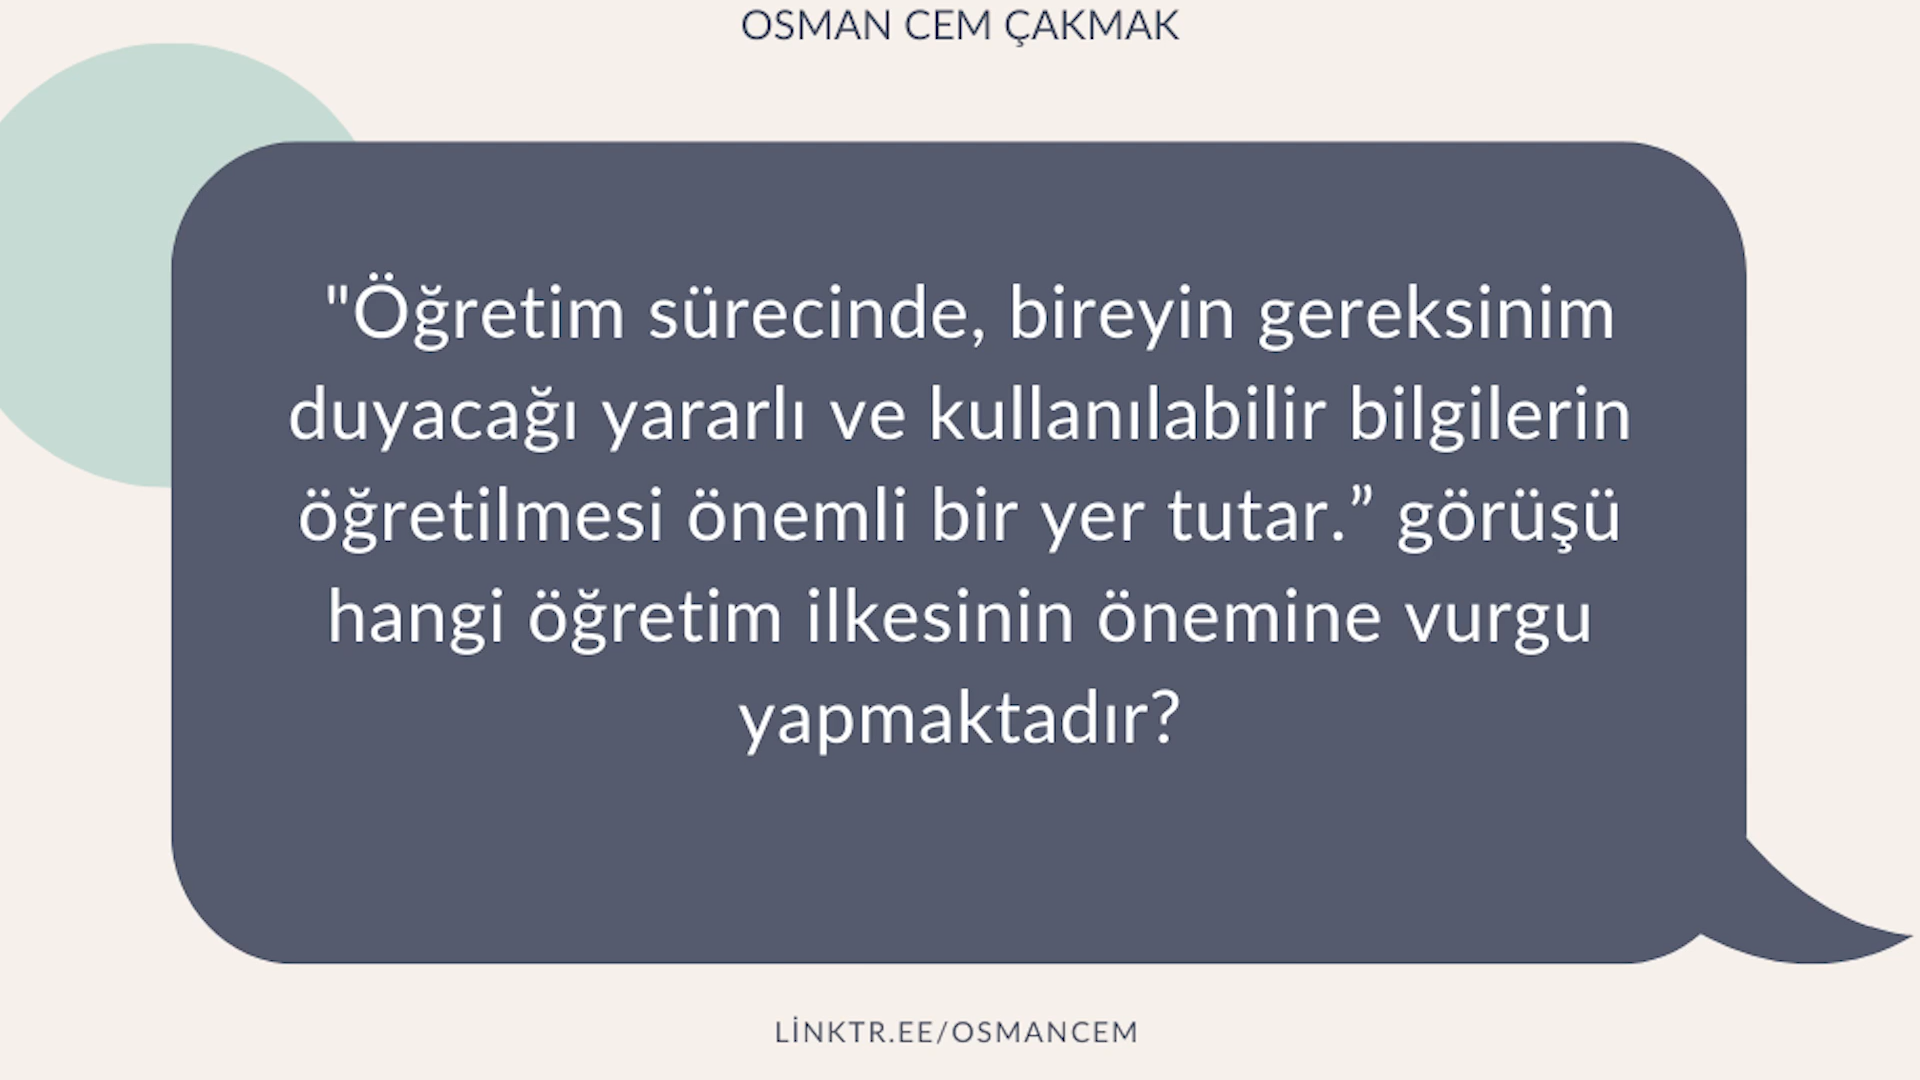 OSMAN CEM ÇAKMAK
"Öğretim sürecinde, bireyin gereksinim
duyacağı yararlı ve kullanılabilir bilgilerin
öğretilmesi önemli bir yer tutar.” görüşü
hangi öğretim ilkesinin önemine vurgu
yapmaktadır?
LİNKTR.EE/OSMANCEM